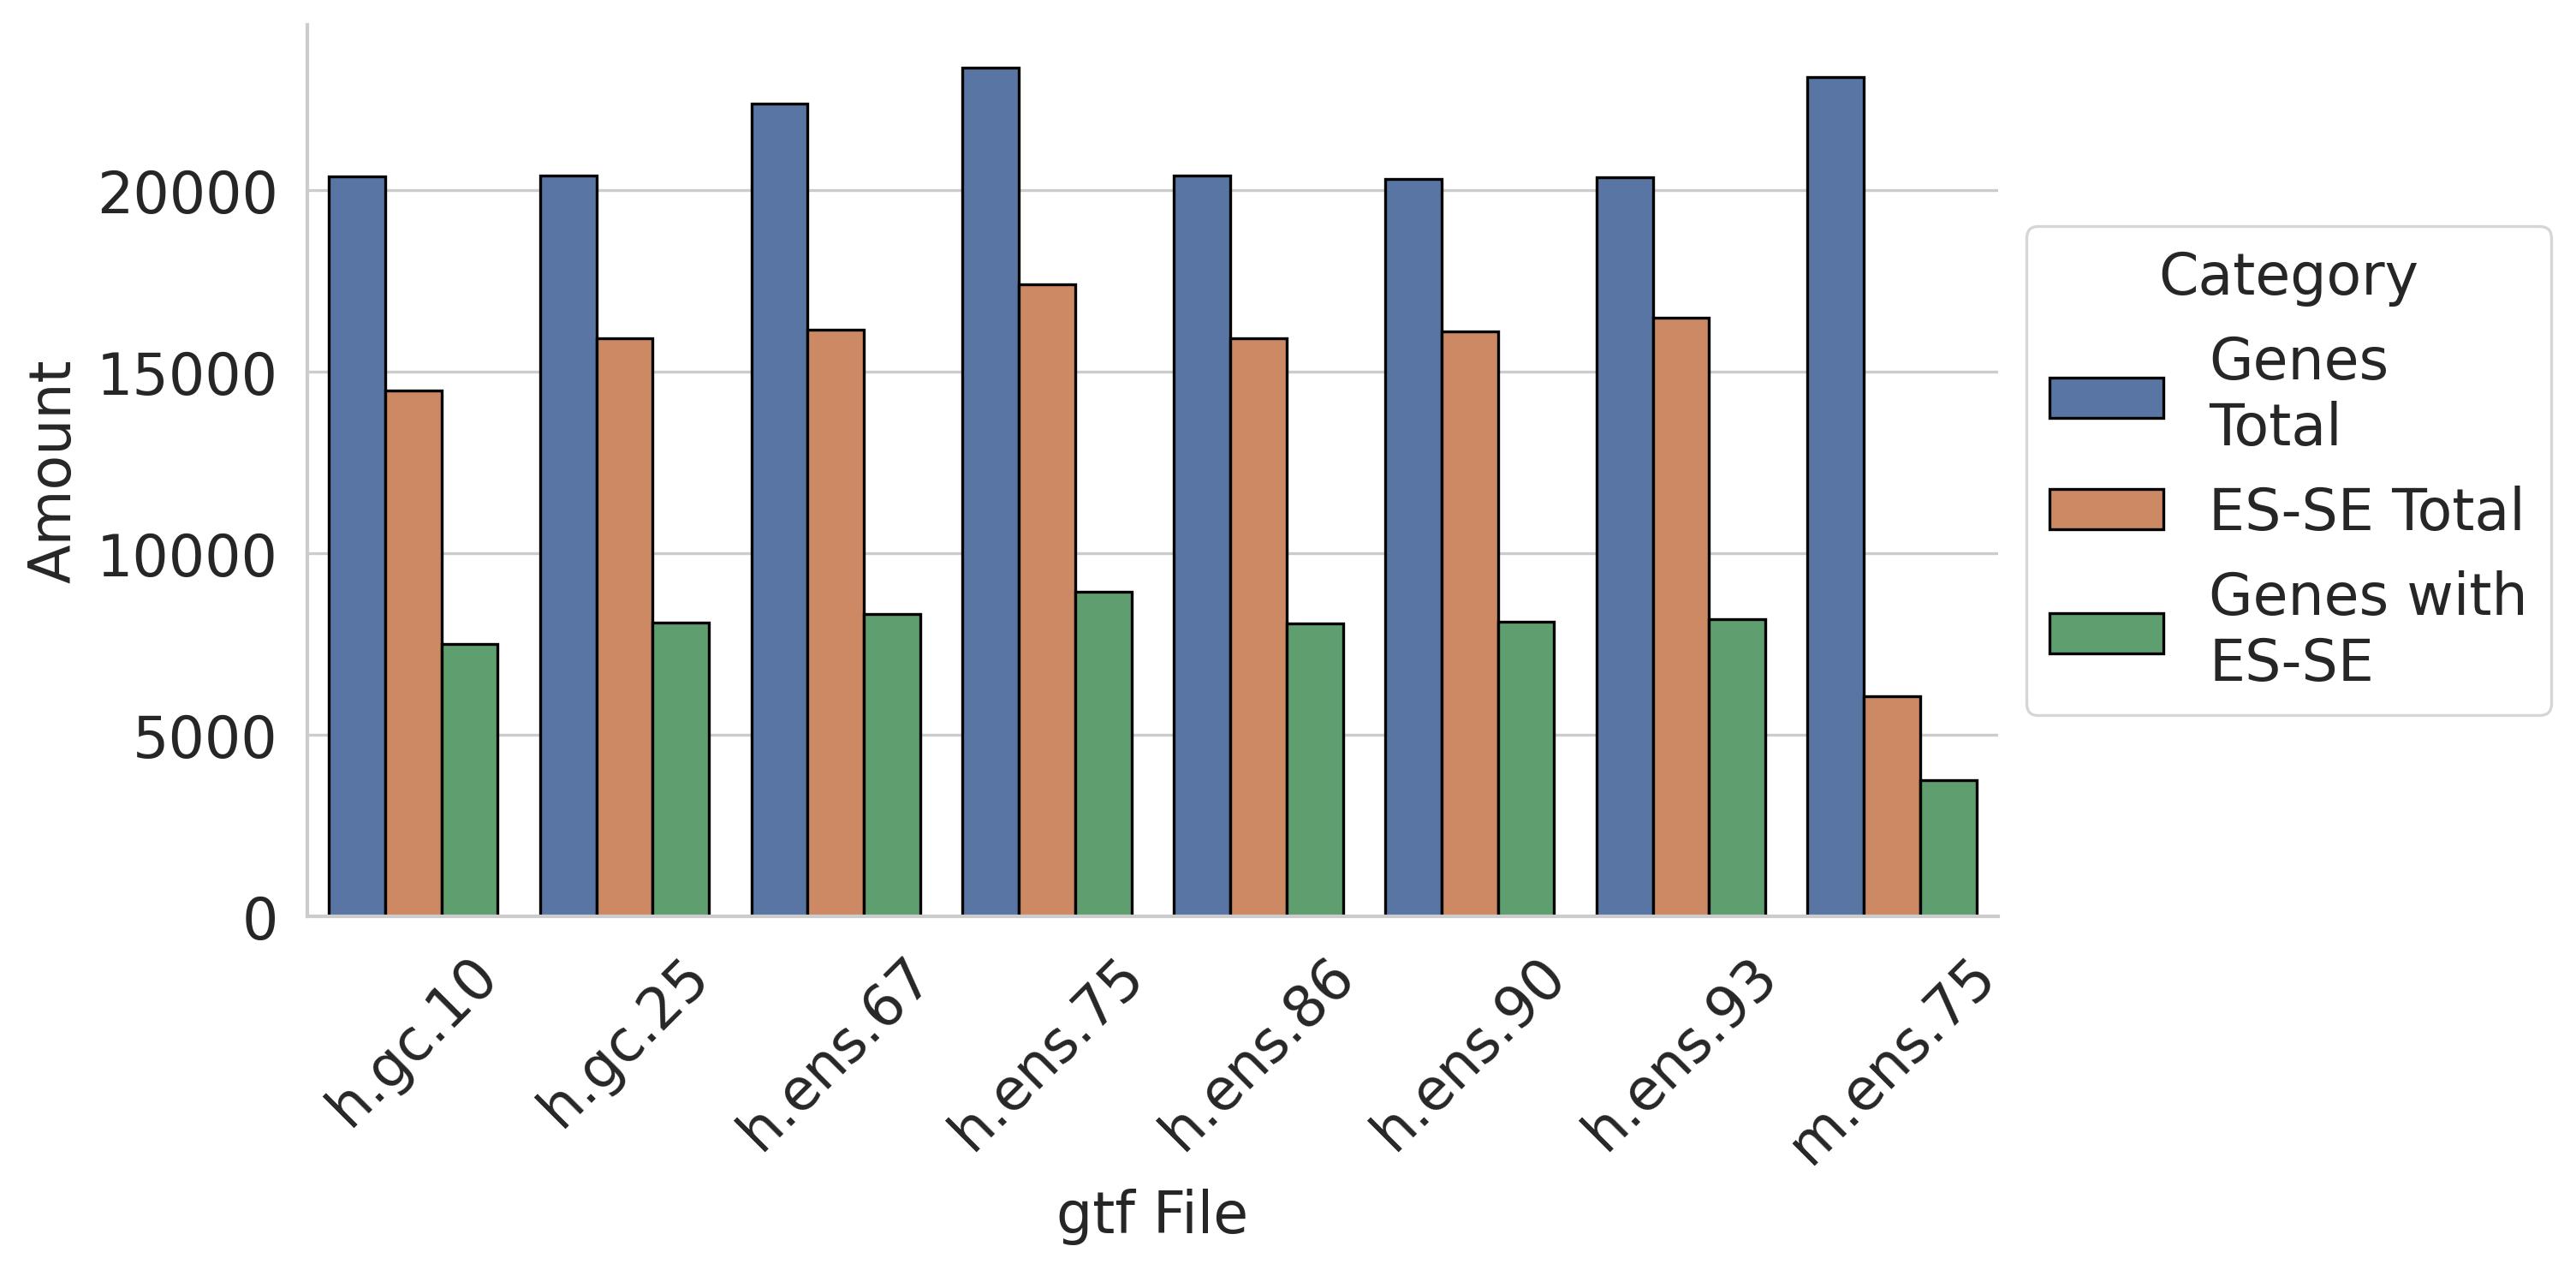 Amount
20000
15000
10000
5000
0
h.gc.10
h.gc.25
h.ens.67
h.ens.75
h.ens.86
h.ens.90
h.ens.93
m.ens.75
gtf File
Category
Genes
Total
ES-SE Total
Genes with
ES-SE